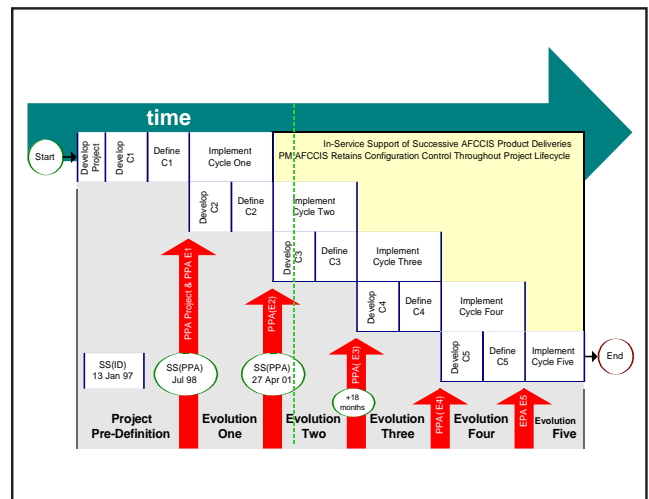 time
Start
Develop
Project
Develop
C1
Define
C1
Implement
Cycle One
In-Service Support of Successive AFCCIS Product Deliveries
PM AFCCIS Retains Configuration Control Throughout Project Lifecycle
Develop
C2
Define
C2
Implement
Cycle Two
Develop
C3
Define
C3
Implement
Cycle Three
Develop
C4
Define
C4
Implement
Cycle Four
Develop
C5
Define
C5
Implement
Cycle Five
End
PPA Project & PPA E1
PPA(E2)
PPA( E3)
PPA( E4)
EPA E5
SS(ID)
13 Jan 97
SS(PPA)
Jul 98
SS(PPA)
27 Apr 01
+18
months
Project
Pre-Definition
Evolution
One
Evolution
Two
Evolution
Three
Evolution
Four
Evolution
Five